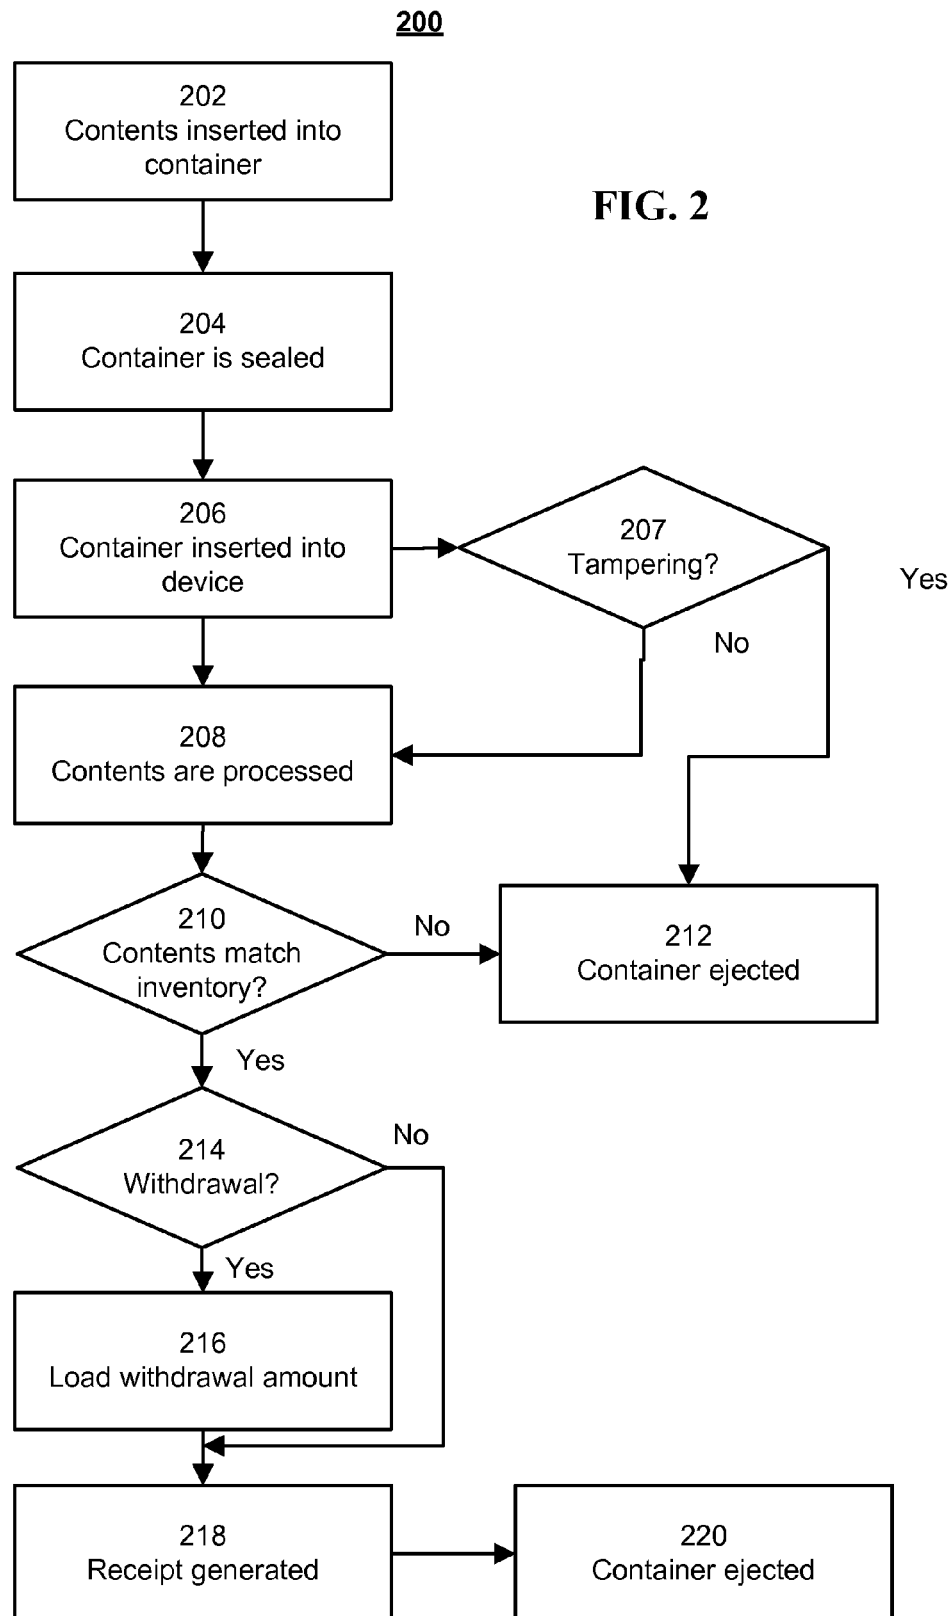 200
202
Contents inserted into
container
FIG. 2
204
Container is sealed
206
Container inserted into
device
207
Tampering?
Yes
No
208
Contents are processed
210
Contents match
inventory?
No
212
Container ejected
Yes
214
Withdrawal?
No
Yes
216
Load withdrawal amount
218
Receipt generated
220
Container ejected